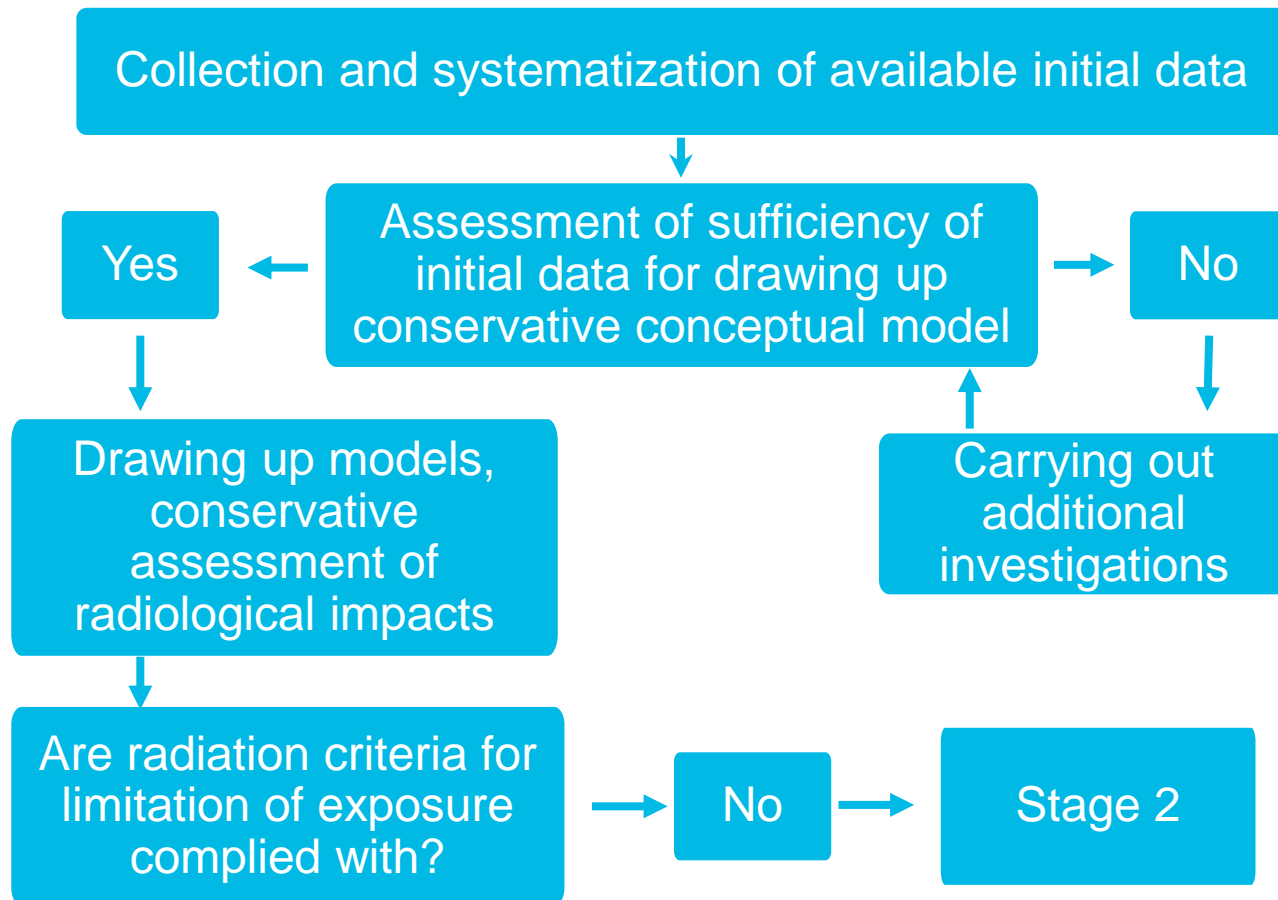 Collection and systematization of available initial data
Yes
Assessment of sufficiency of
initial data for drawing up
conservative conceptual model
No
Drawing up models,
conservative
assessment of
radiological impacts
Carrying out
additional
investigations
Are radiation criteria for
limitation of exposure
complied with?
No
Stage 2